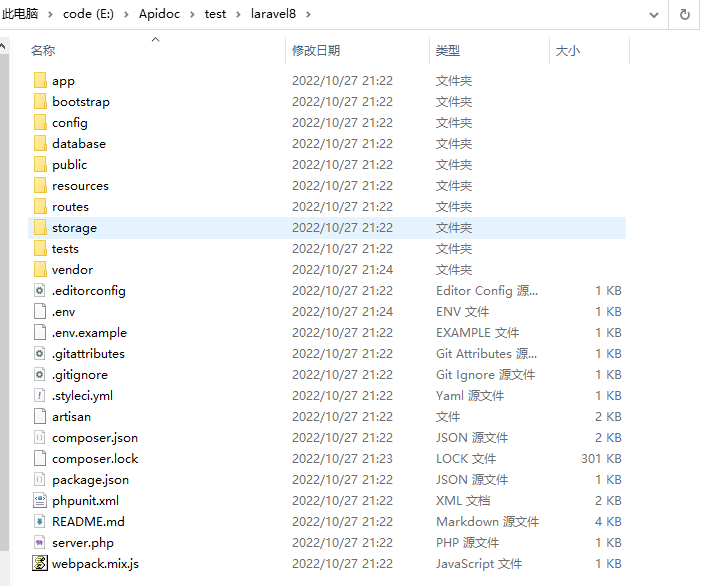 此电脑 > code (E:) > Apidoc > test > laravel8 >
名称 修改日期 类型 大小
app 2022/10/27 21:22 文件夹
bootstrap 2022/10/27 21:22 文件夹
config 2022/10/27 21:22 文件夹
database 2022/10/27 21:22 文件夹
public 2022/10/27 21:22 文件夹
resources 2022/10/27 21:22 文件夹
routes 2022/10/27 21:22 文件夹
storage 2022/10/27 21:22 文件夹
tests 2022/10/27 21:22 文件夹
vendor 2022/10/27 21:24 文件夹
.editorconfig 2022/10/27 21:22 Editor Config 源... 1 KB
.env 2022/10/27 21:24 ENV 文件 1 KB
.env.example 2022/10/27 21:22 EXAMPLE 文件 1 KB
.gitattributes 2022/10/27 21:22 Git Attributes 源... 1 KB
.gitignore 2022/10/27 21:22 Git Ignore 源文件 1 KB
.styleci.yml 2022/10/27 21:22 Yaml 源文件 1 KB
artisan 2022/10/27 21:22 文件 2 KB
composer.json 2022/10/27 21:22 JSON 源文件 2 KB
composer.lock 2022/10/27 21:23 LOCK 文件 301 KB
package.json 2022/10/27 21:22 JSON 源文件 1 KB
phpunit.xml 2022/10/27 21:22 XML 文档 2 KB
README.md 2022/10/27 21:22 Markdown 源文件 4 KB
server.php 2022/10/27 21:22 PHP 源文件 1 KB
webpack.mix.js 2022/10/27 21:22 JavaScript 文件 1 KB